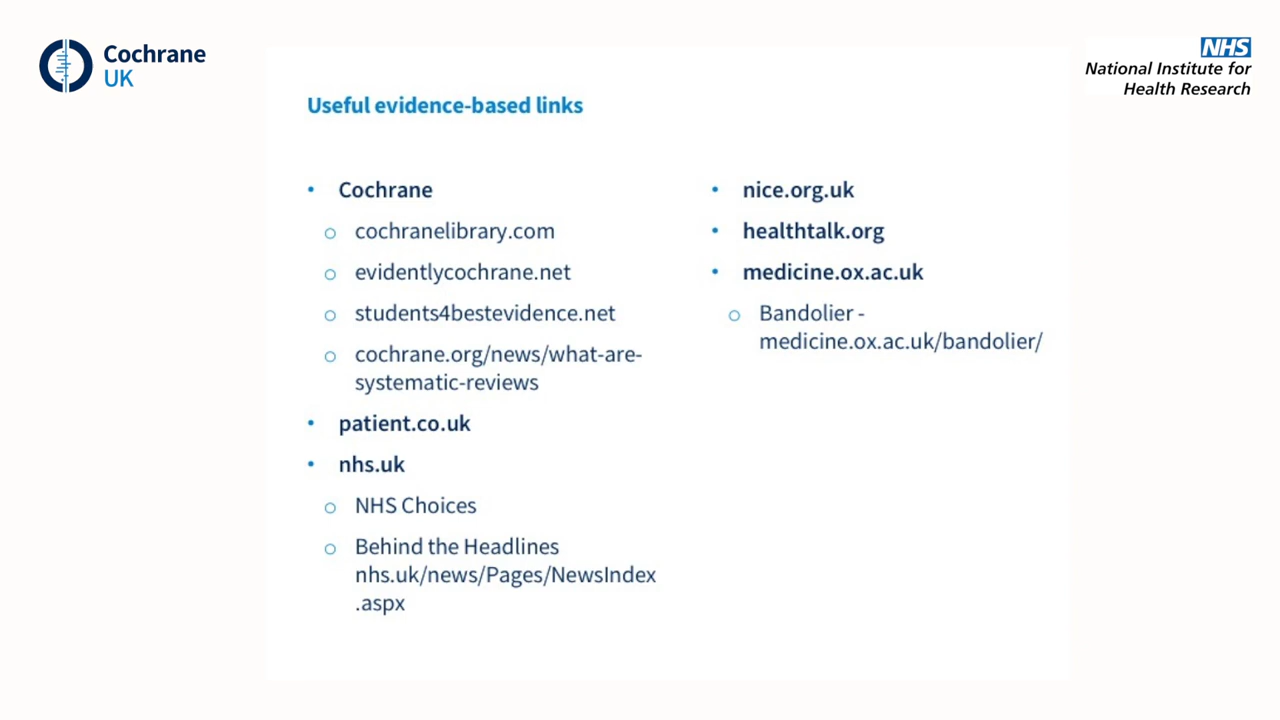 Cochrane
UK
NHS
National Institute for
Health Research
Useful evidence-based links
• Cochrane
o cochranelibrary.com
o evidentlycochrane.net
o students4bestevidence.net
o cochrane.org/news/what-are-
systematic-reviews
• patient.co.uk
• nhs.uk
o NHS Choices
o Behind the Headlines
nhs.uk/news/Pages/NewsIndex
.aspx
• nice.org.uk
• healthtalk.org
• medicine.ox.ac.uk
o Bandolier -
medicine.ox.ac.uk/bandolier/